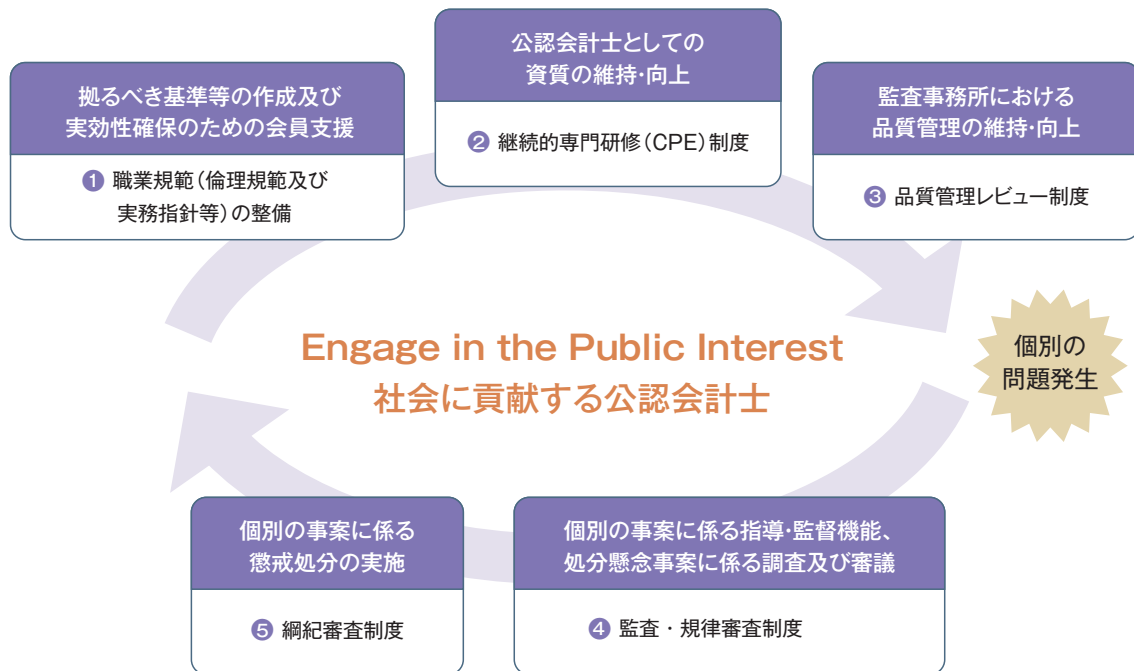 拠るべき基準等の作成及び
実効性確保のための会員支援
❶ 職業規範（倫理規範及び
実務指針等）の整備
公認会計士としての
資質の維持・向上
❷ 継続的専門研修（CPE）制度
監査事務所における
品質管理の維持・向上
❸ 品質管理レビュー制度
Engage in the Public Interest
社会に貢献する公認会計士
個別の
問題発生
個別の事案に係る指導・監督機能、
処分懸念事案に係る調査及び審議
❹ 監査・規律審査制度
個別の事案に係る
懲戒処分の実施
❺ 綱紀審査制度